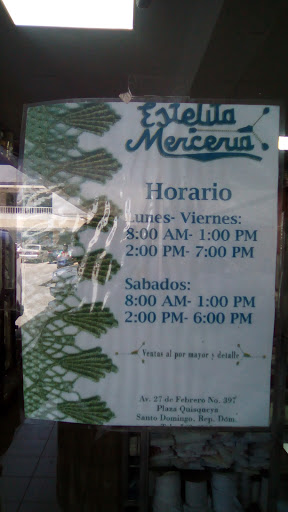 Estelita
Mercería
Horario
Lunes- Viernes:
8:00 AM- 1:00 PM
2:00 PM- 7:00 PM
Sabados:
8:00 AM- 1:00 PM
2:00 PM- 6:00 PM
Ventas al por mayor y detalle
Av. 27 de Febrero No. 397
Plaza Quisqueya
Santo Domingo, Rep. Dom.